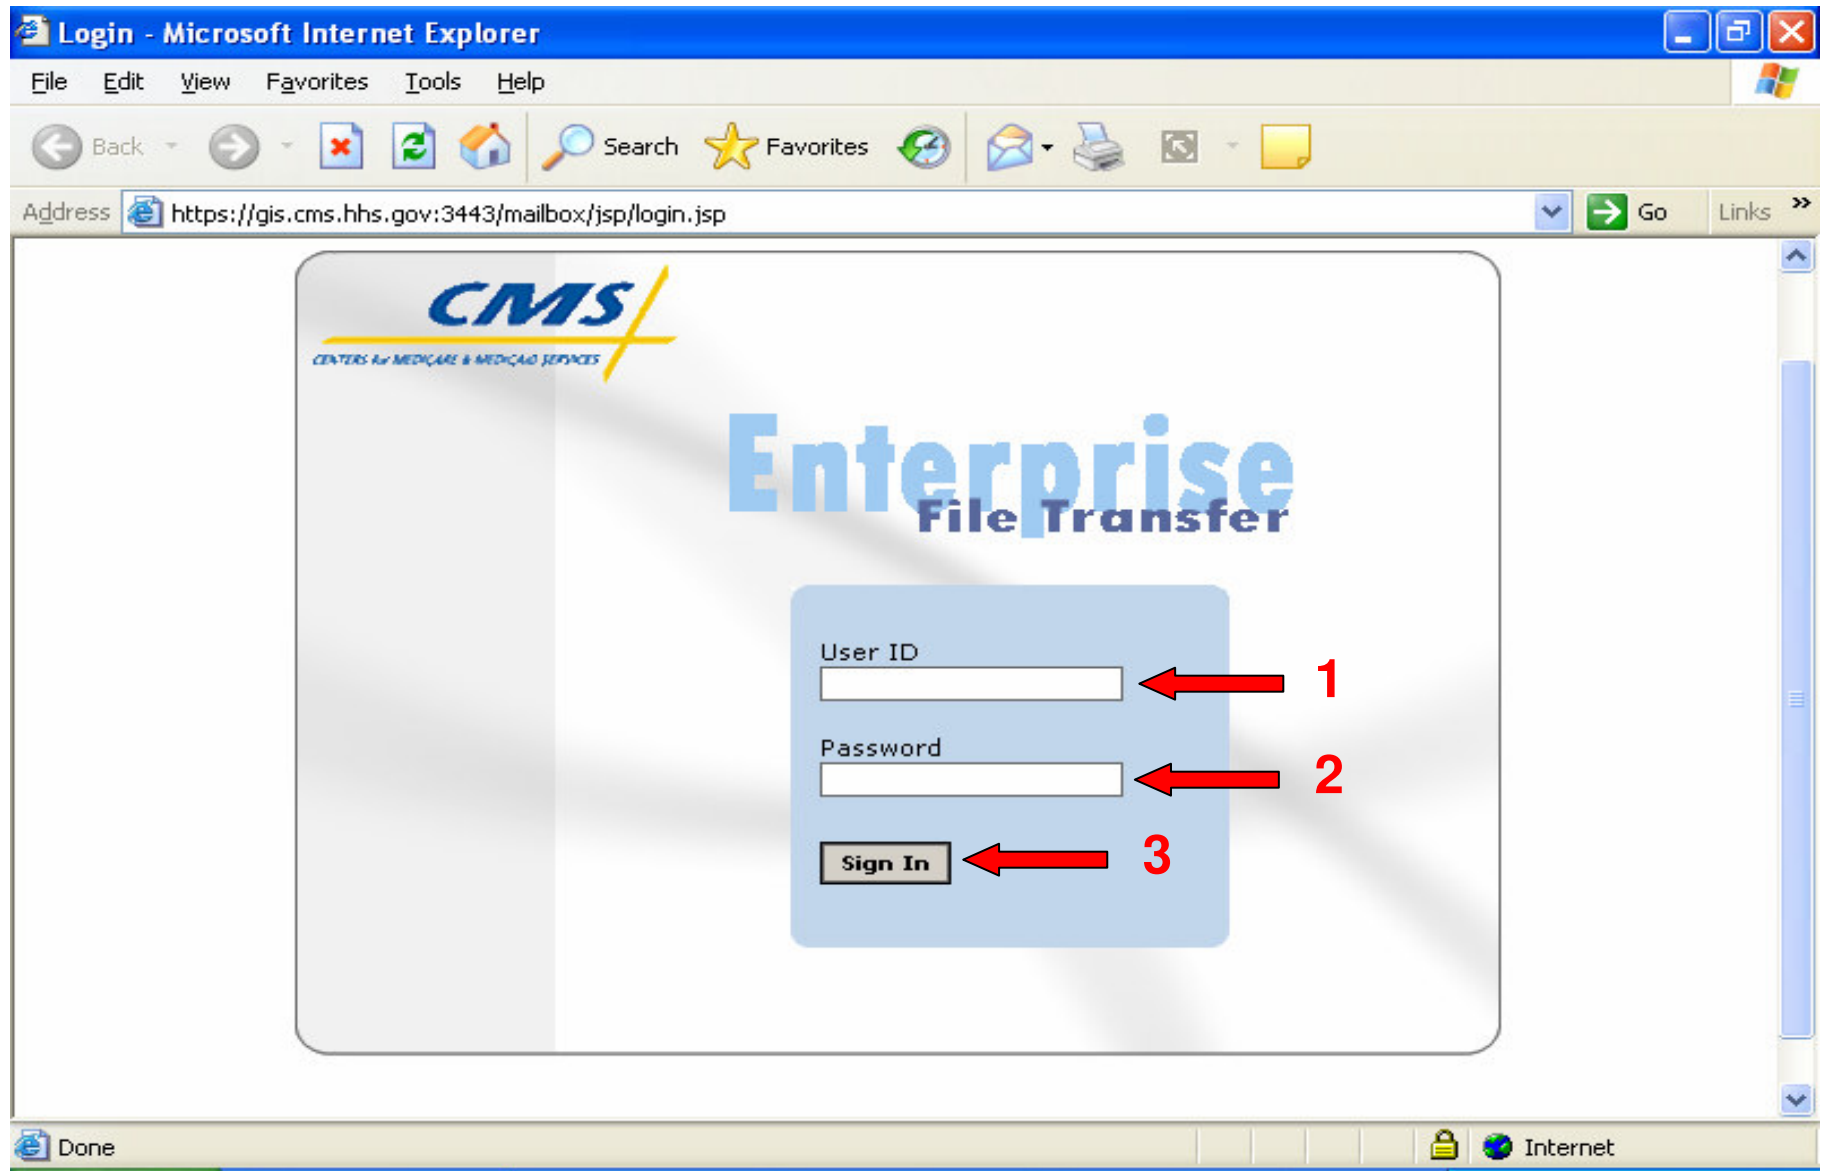 Login - Microsoft Internet Explorer
File Edit View Favorites Tools Help
Back Search Favorites
Address https://gis.cms.hhs.gov:3443/mailbox/jsp/login.jsp Go Links »
CMS
CENTERS for MEDICARE & MEDICAID SERVICES
Enterprise
File Transfer
User ID
1
Password
2
Sign In 3
Done Internet